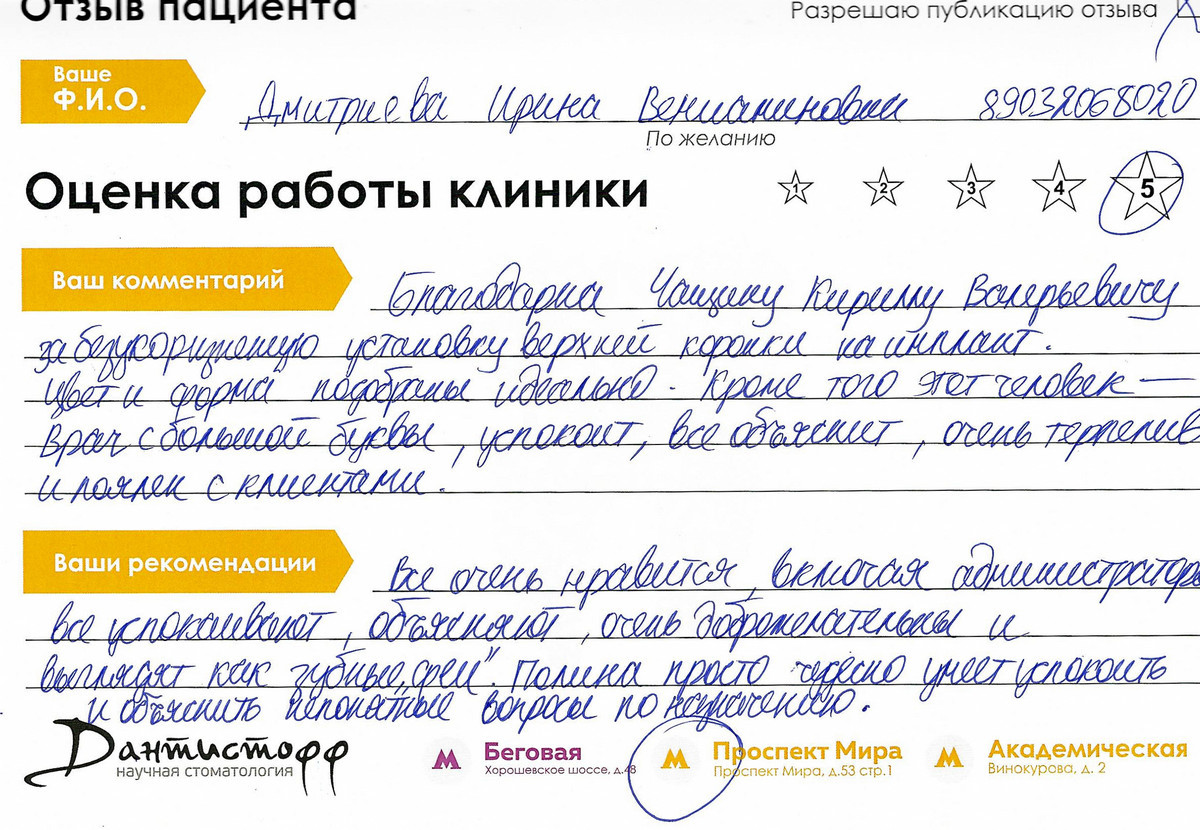 Отзыв пациента
Разрешаю публикацию отзыва
Ваше
Ф.И.О.
Дмитриева Ирина Вениаминовна 89032068020
По желанию
Оценка работы клиники
1 2 3 4 5
Ваш комментарий
Благодарна Чащину Кириллу Валерьевичу
за безукоризненную установку верхней коронки на имплант.
Цвет и форма подобраны идеально. Кроме того этот человек —
Врач с большой буквы, успокоит, все объяснит, очень терпелив
и с клиентами.
Ваши рекомендации
Все очень нравится, включая администратора
все успокаивают, объясняют, очень доброжелательны и
выглядят как зубные „феи". Полина просто чудесно умеет успокоить
и объяснить непонятные вопросы по назначению.
Дантистофф
научная стоматология
Беговая
Хорошевское шоссе, д.48
Проспект Мира
Проспект Мира, д.53 стр.1
Академическая
Винокурова, д. 2